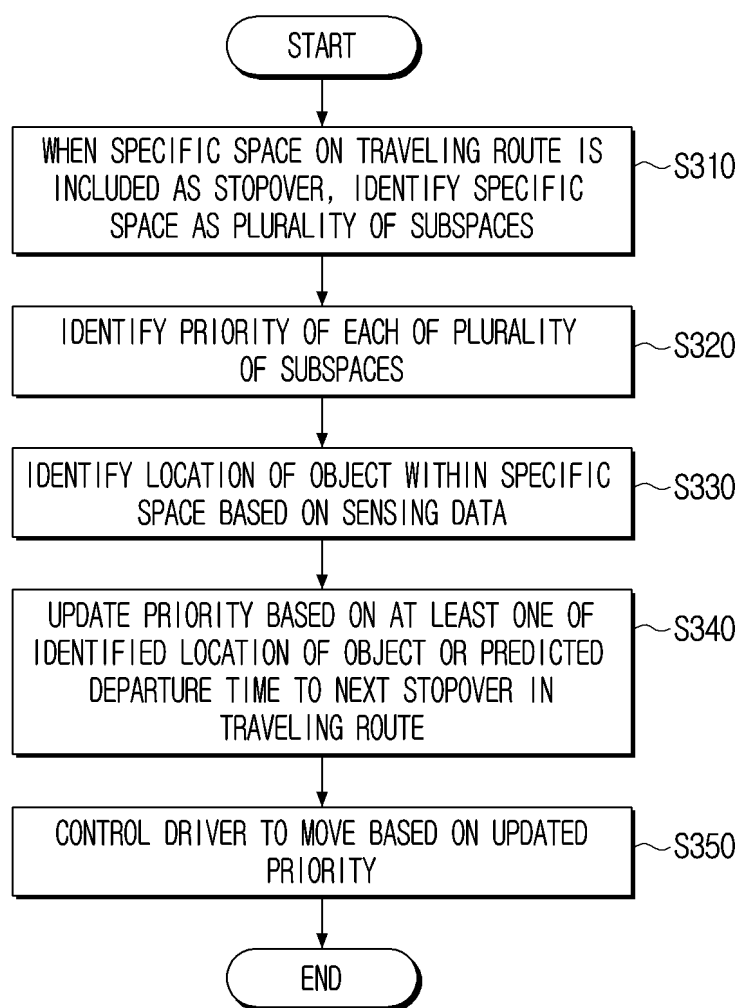 START
WHEN SPECIFIC SPACE ON TRAVELING ROUTE IS
INCLUDED AS STOPOVER, IDENTIFY SPECIFIC
SPACE AS PLURALITY OF SUBSPACES
S310
IDENTIFY PRIORITY OF EACH OF PLURALITY
OF SUBSPACES
S320
IDENTIFY LOCATION OF OBJECT WITHIN SPECIFIC
SPACE BASED ON SENSING DATA
S330
UPDATE PRIORITY BASED ON AT LEAST ONE OF
IDENTIFIED LOCATION OF OBJECT OR PREDICTED
DEPARTURE TIME TO NEXT STOPOVER IN
TRAVELING ROUTE
S340
CONTROL DRIVER TO MOVE BASED ON UPDATED
PRIORITY
S350
END